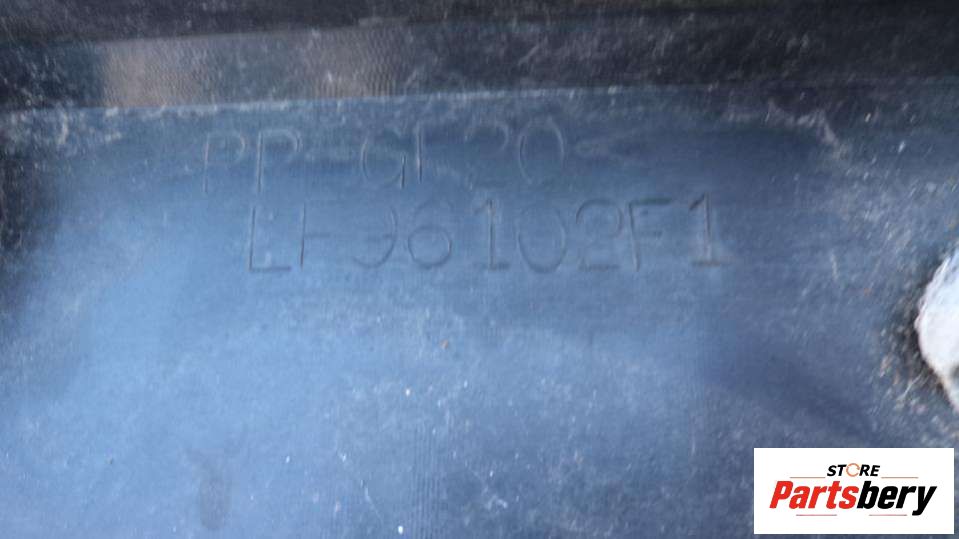 PP GF20
LF96102F1
STORE
Partsbery